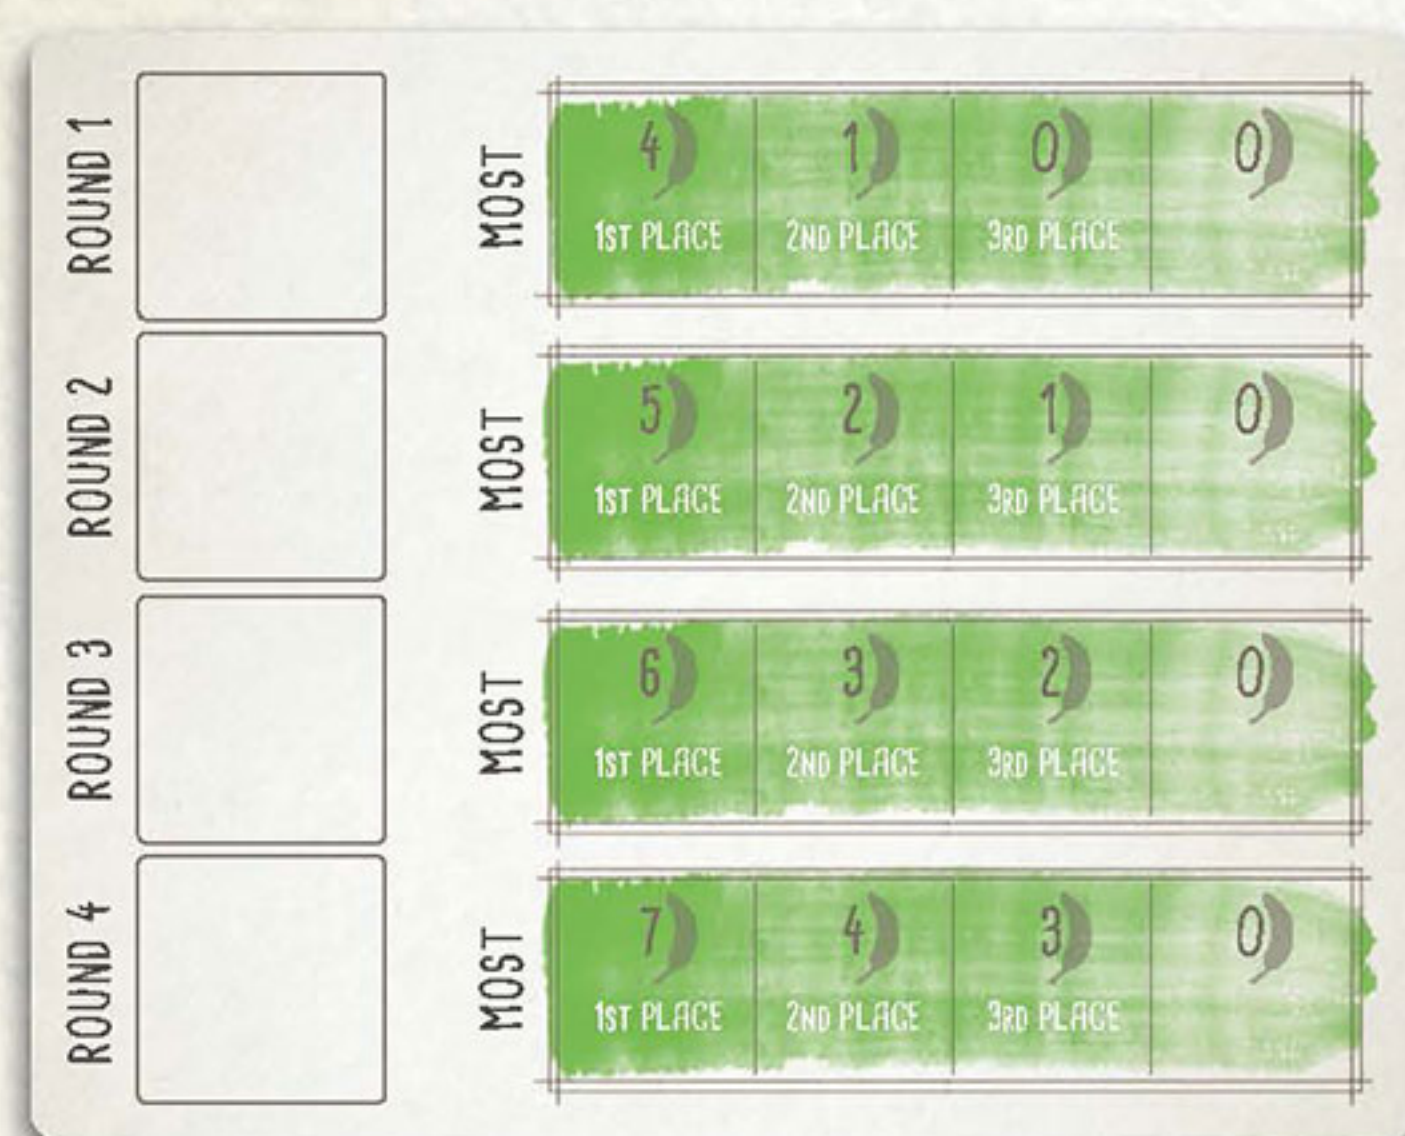 ROUND 1
MOST
4 1 0 0
1ST PLACE 2ND PLACE 3RD PLACE
ROUND 2
MOST
5 2 1 0
1ST PLACE 2ND PLACE 3RD PLACE
ROUND 3
MOST
6 3 2 0
1ST PLACE 2ND PLACE 3RD PLACE
ROUND 4
MOST
7 4 3 0
1ST PLACE 2ND PLACE 3RD PLACE